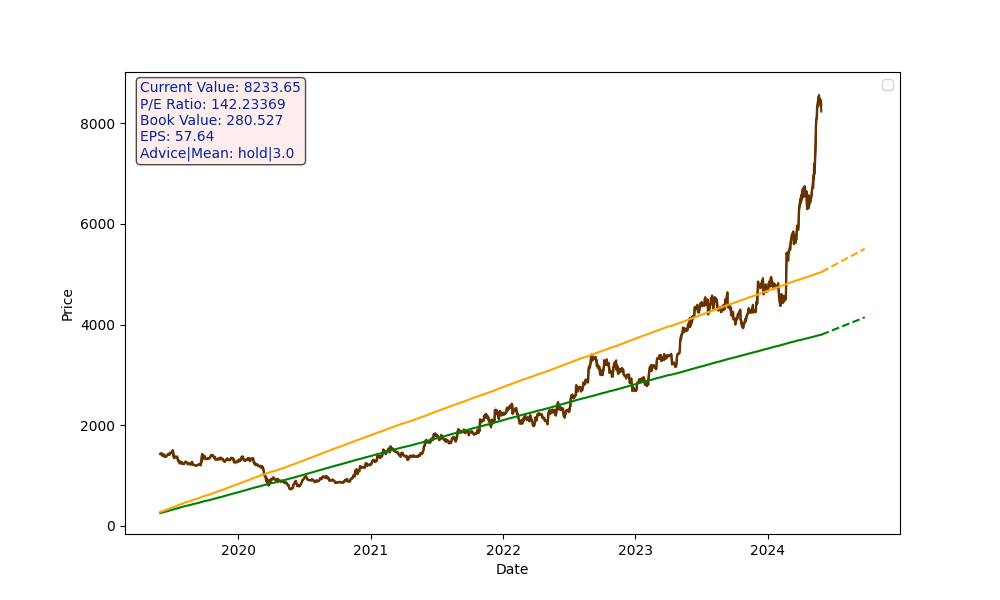 Current Value: 8233.65
P/E Ratio: 142.23369
Book Value: 280.527
EPS: 57.64
Advice|Mean: hold|3.0
8000
6000
4000
2000
0
Price
2020 2021 2022 2023 2024
Date